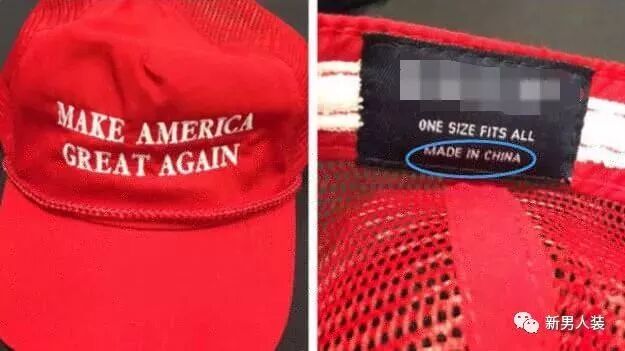 MAKE AMERICA
GREAT AGAIN
ONE SIZE FITS ALL
MADE IN CHINA
新男人装